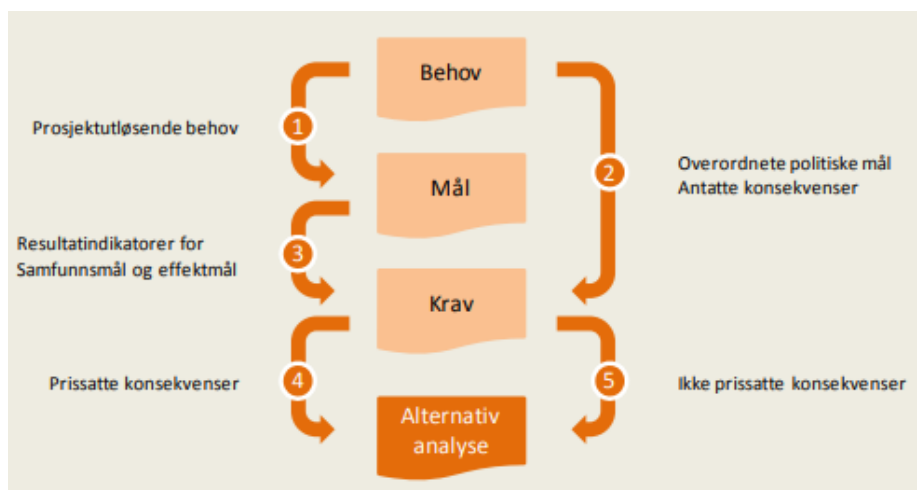 Behov
1
Prosjektutløsende behov
Overordnete politiske mål
Antatte konsekvenser
2
Mål
Resultatindikatorer for
Samfunnsmål og effektmål
3
Krav
Prissatte konsekvenser
4
5
Ikke prissatte konsekvenser
Alternativ
analyse